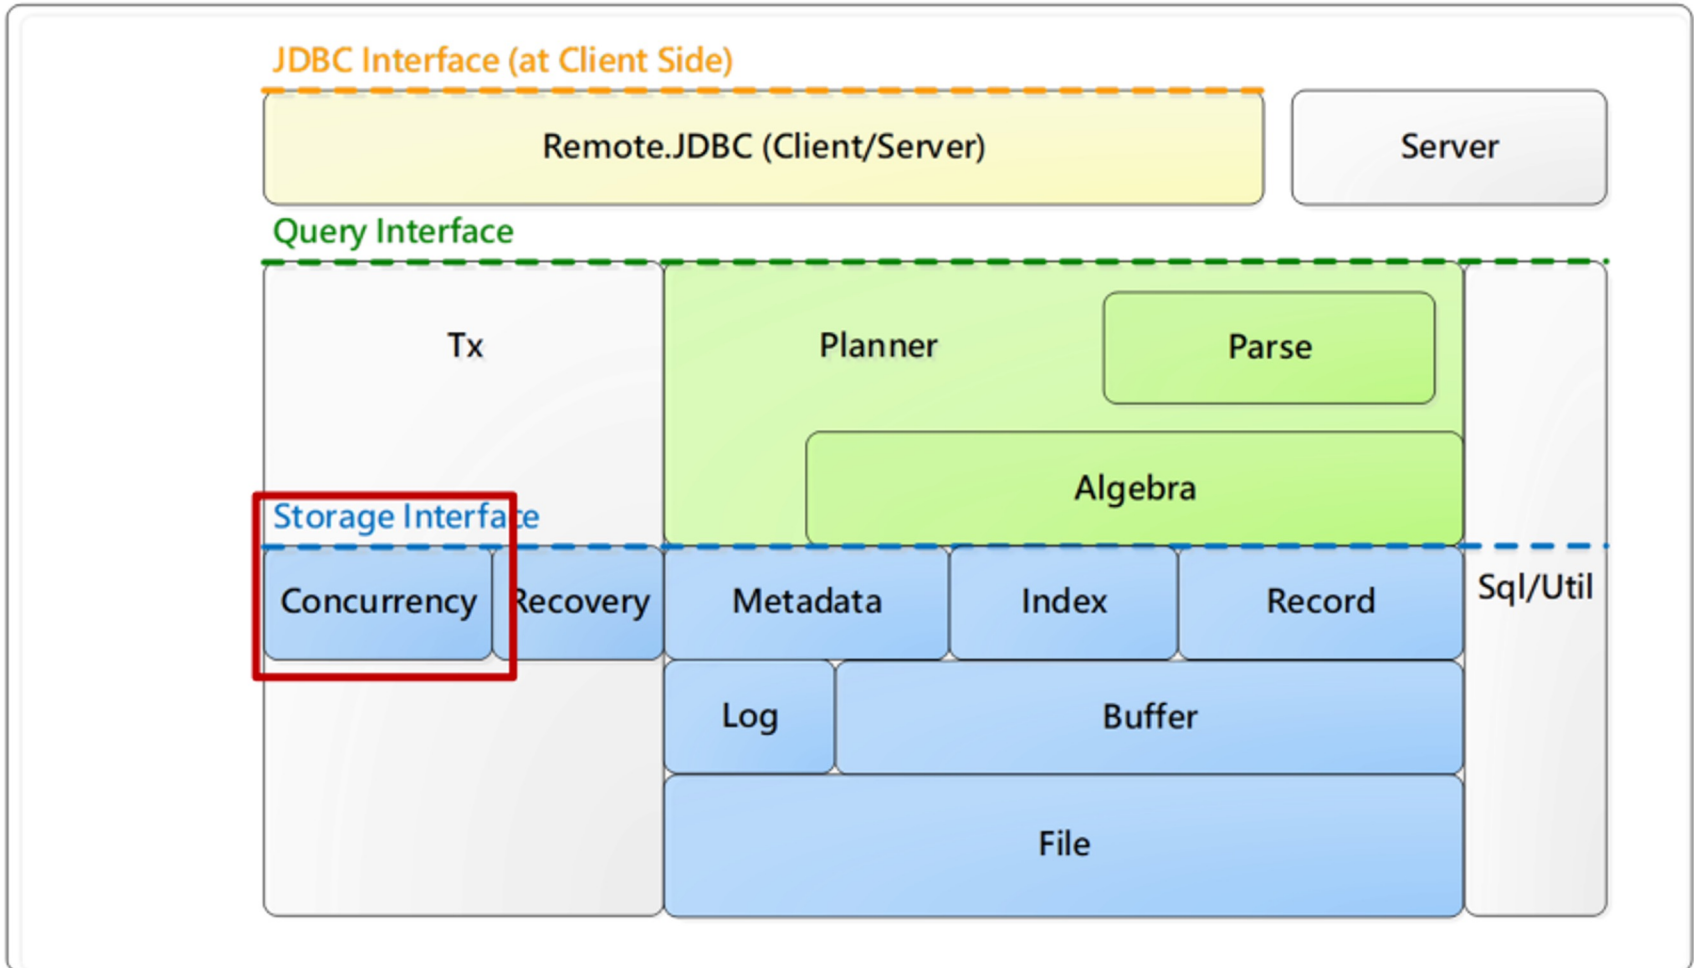 JDBC Interface (at Client Side)
Remote.JDBC (Client/Server)
Server
Query Interface
Tx
Planner
Parse
Algebra
Storage Interface
Concurrency
Recovery
Metadata
Index
Record
Sql/Util
Log
Buffer
File